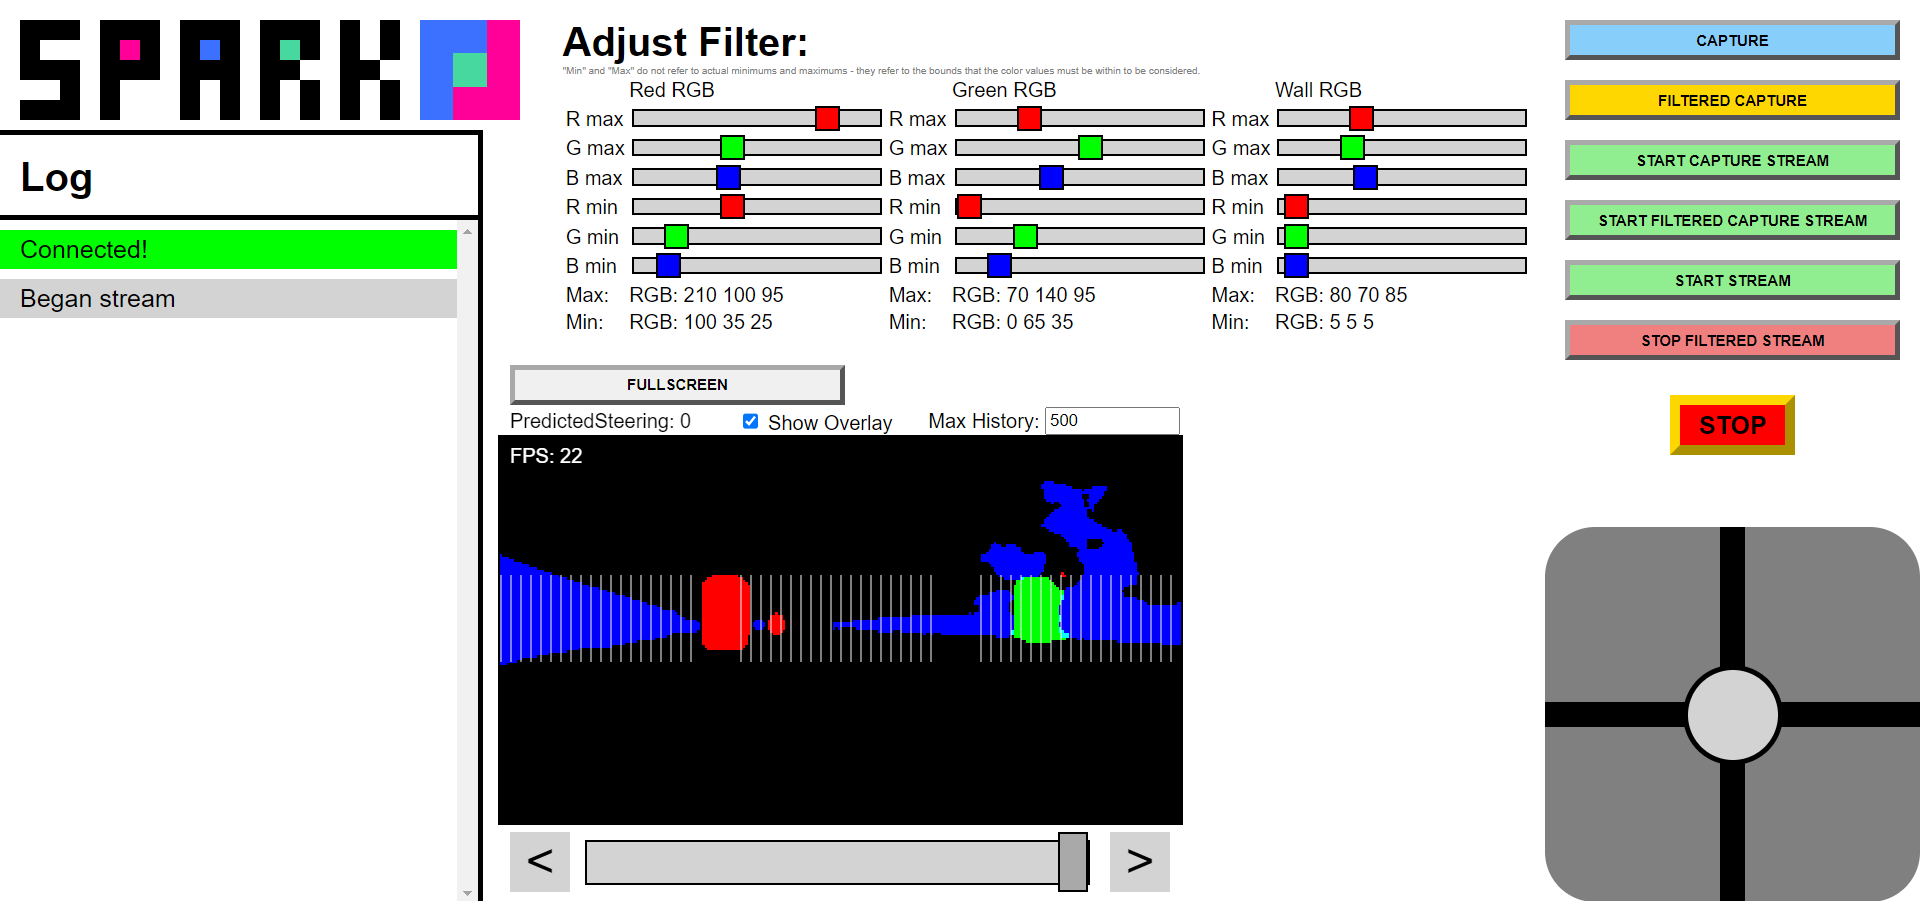 SPARK
Log
Connected!
Began stream
Adjust Filter:
"Min" and "Max" do not refer to actual minimums and maximums - they refer to the bounds that the color values must be within to be considered.
Red RGB
R max
G max
B max
R min
G min
B min
Max: RGB: 210 100 95
Min: RGB: 100 35 25
Green RGB
R max
G max
B max
R min
G min
B min
Max: RGB: 70 140 95
Min: RGB: 0 65 35
Wall RGB
R max
G max
B max
R min
G min
B min
Max: RGB: 80 70 85
Min: RGB: 5 5 5
FULLSCREEN
PredictedSteering: 0 Show Overlay Max History: 500
FPS: 22
< >
CAPTURE
FILTERED CAPTURE
START CAPTURE STREAM
START FILTERED CAPTURE STREAM
START STREAM
STOP FILTERED STREAM
STOP